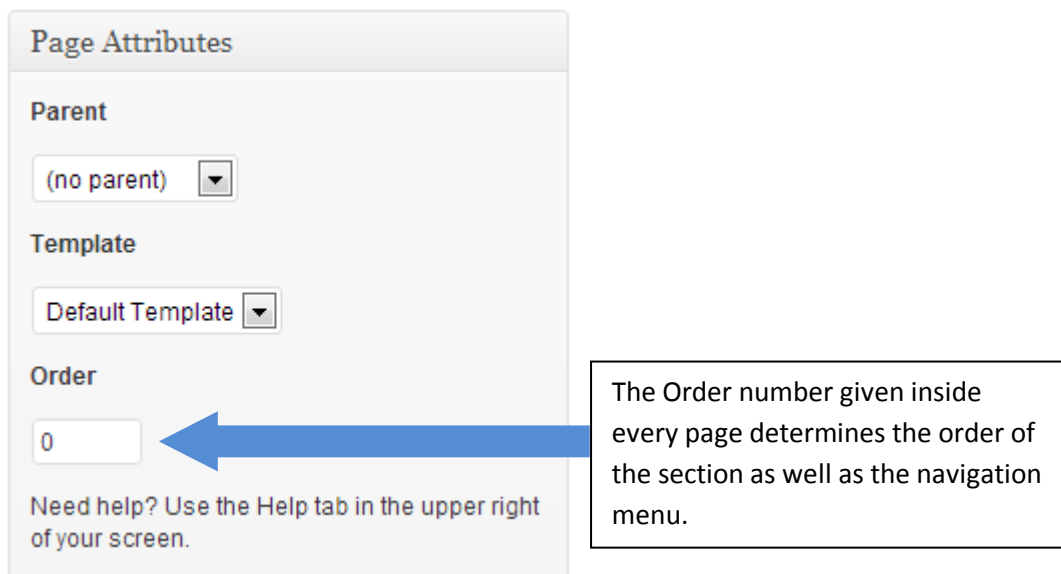 Page Attributes
Parent
(no parent)
Template
Default Template
Order
0
Need help? Use the Help tab in the upper right
of your screen.
The Order number given inside
every page determines the order of
the section as well as the navigation
menu.